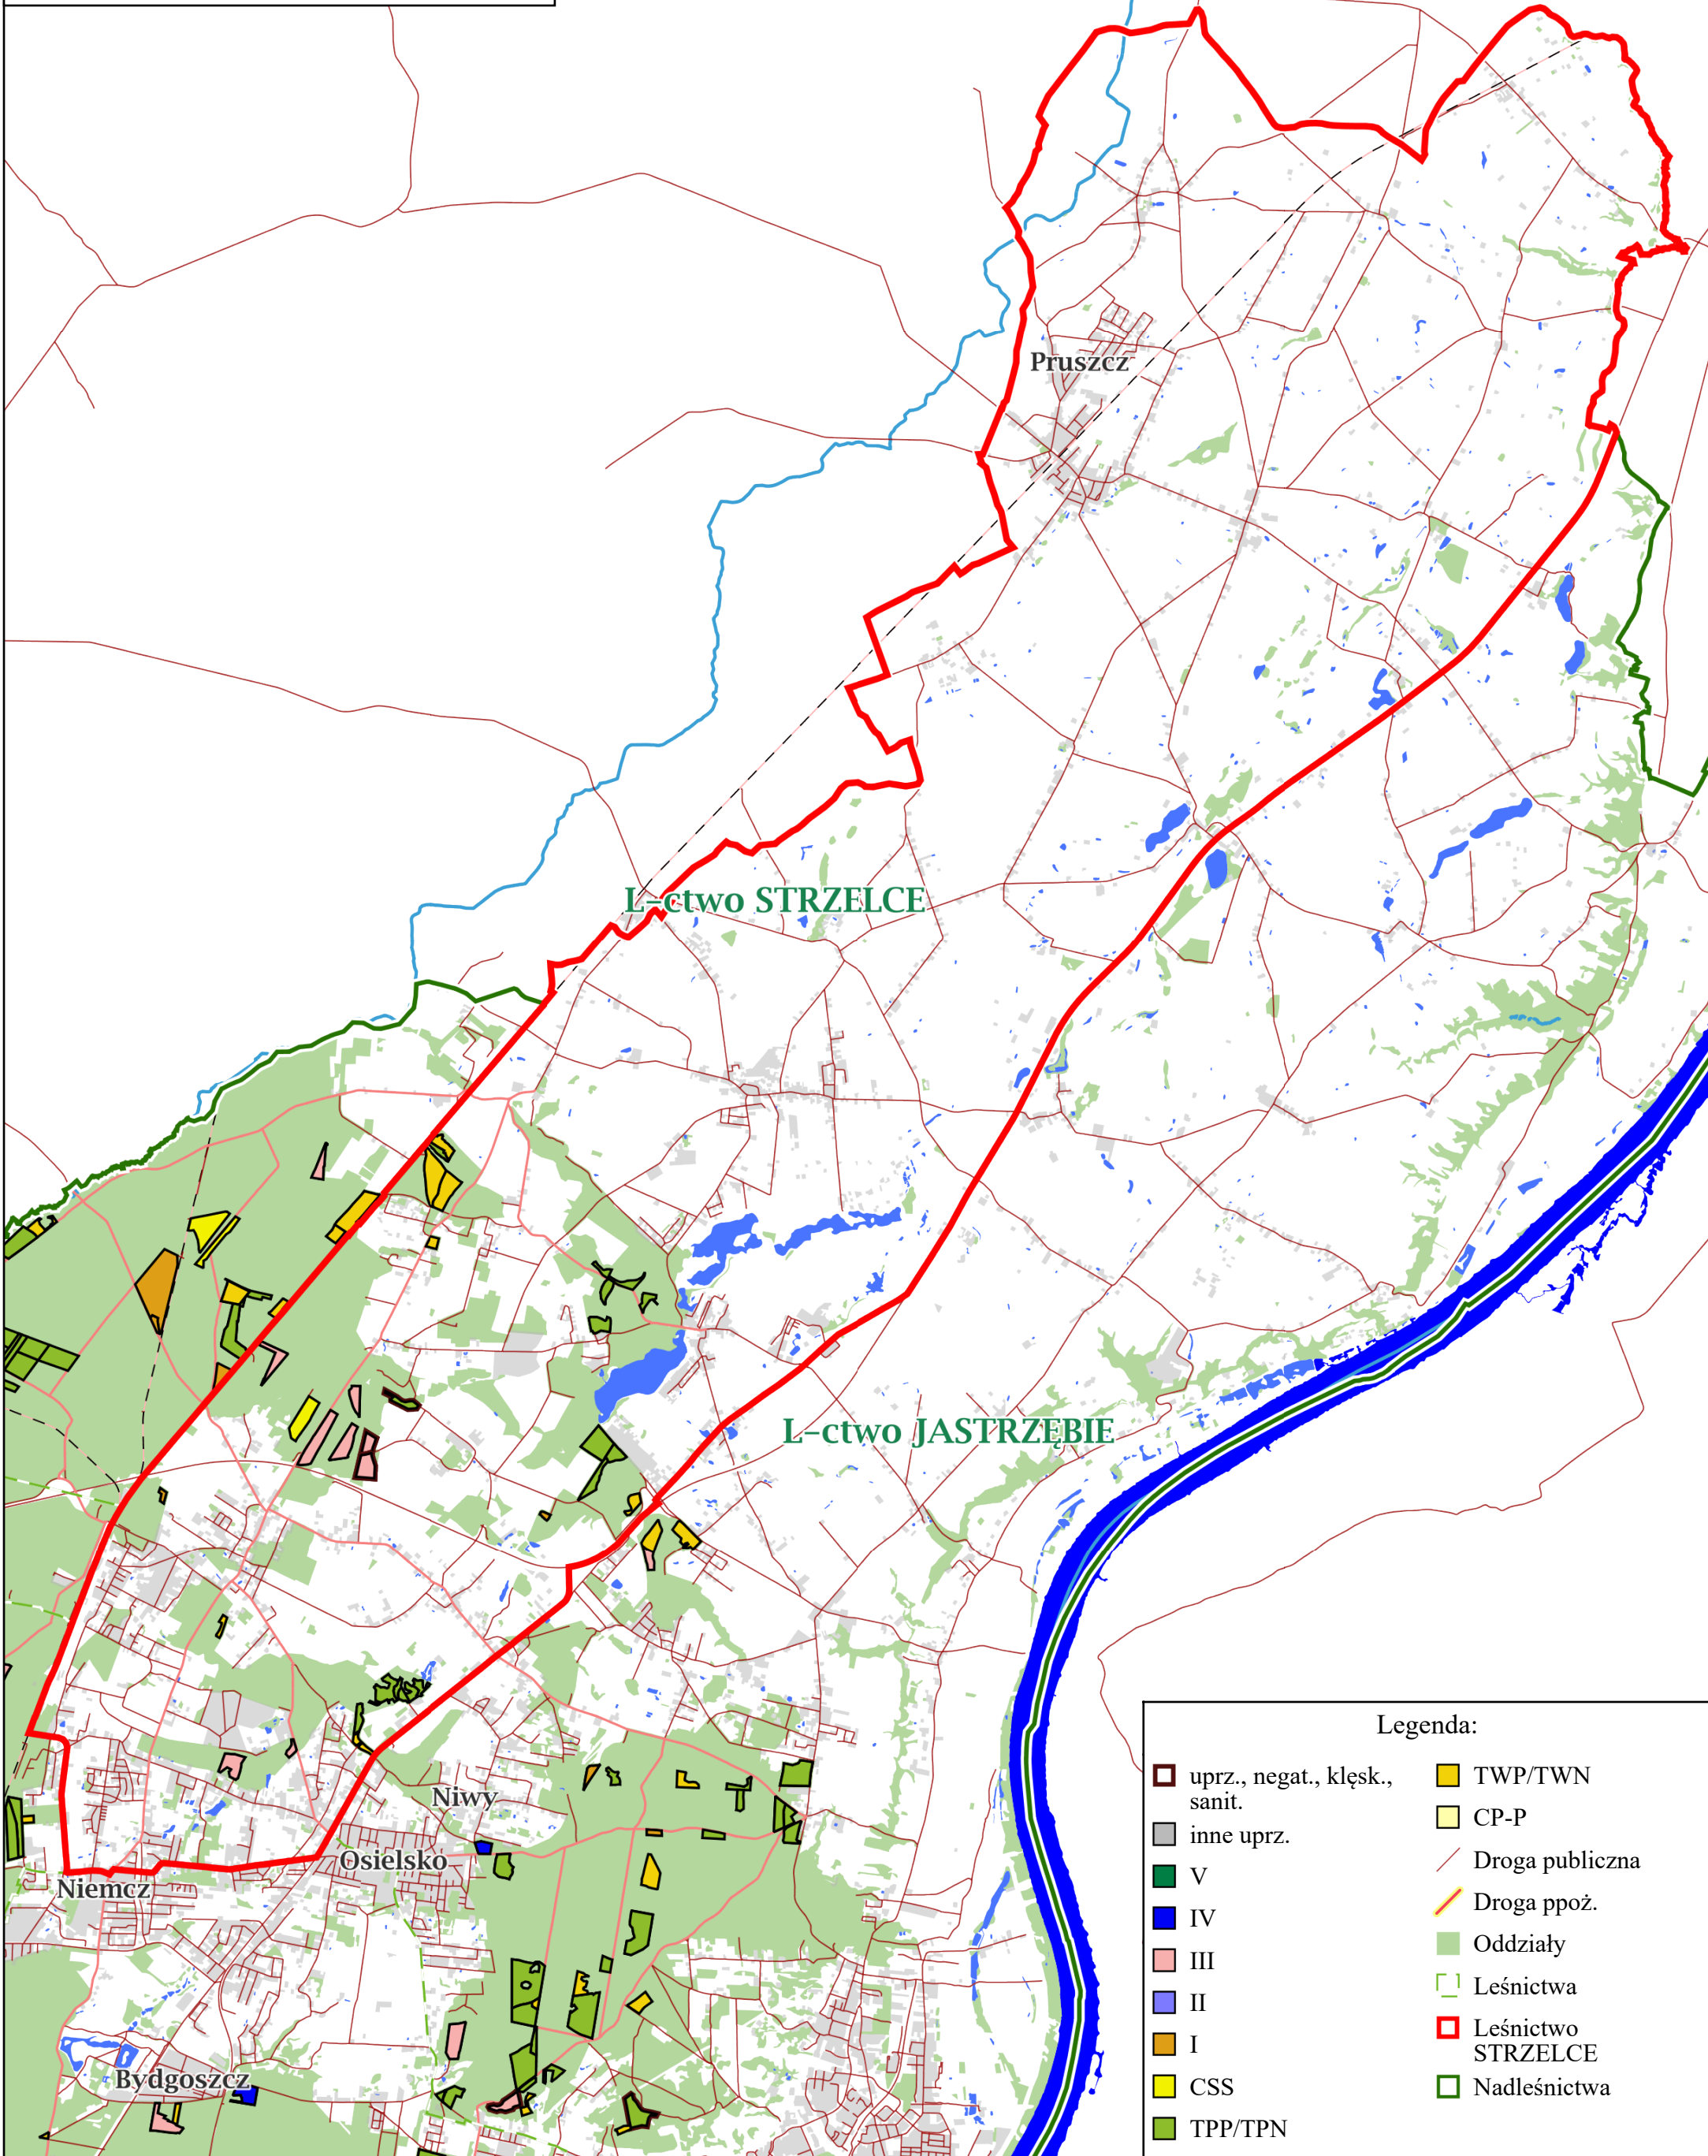 Pruszcz
L-ctwo STRZELCE
L-ctwo JASTRZĘBIE
Niwy
Osielsko
Niemcz
Bydgoszcz
Legenda:
uprz., negat., klęsk.,
sanit.
inne uprz.
V
IV
III
II
I
CSS
TPP/TPN
TWP/TWN
CP-P
Droga publiczna
Droga ppoż.
Oddziały
Leśnictwa
Leśnictwo
STRZELCE
Nadleśnictwa